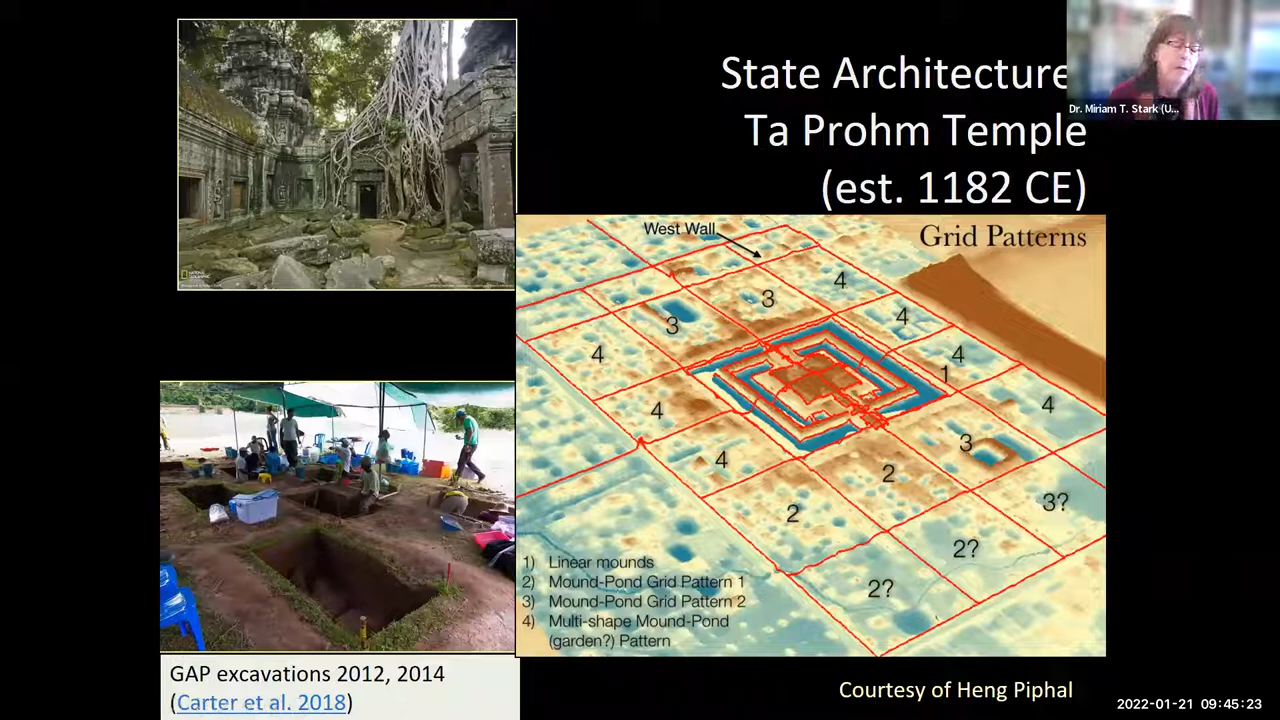 State Architecture
Ta Prohm Temple
(est. 1182 CE)
Dr. Miriam T. Stark (U...
NATIONAL
GEOGRAPHIC
West Wall
Grid Patterns
3
4
3
4
4
4
1
4
4
4
3
2
3?
2
2?
2?
1) Linear mounds
2) Mound-Pond Grid Pattern 1
3) Mound-Pond Grid Pattern 2
4) Multi-shape Mound-Pond
(garden?) Pattern
GAP excavations 2012, 2014
(Carter et al. 2018)
Courtesy of Heng Piphal
2022-01-21 09:45:23